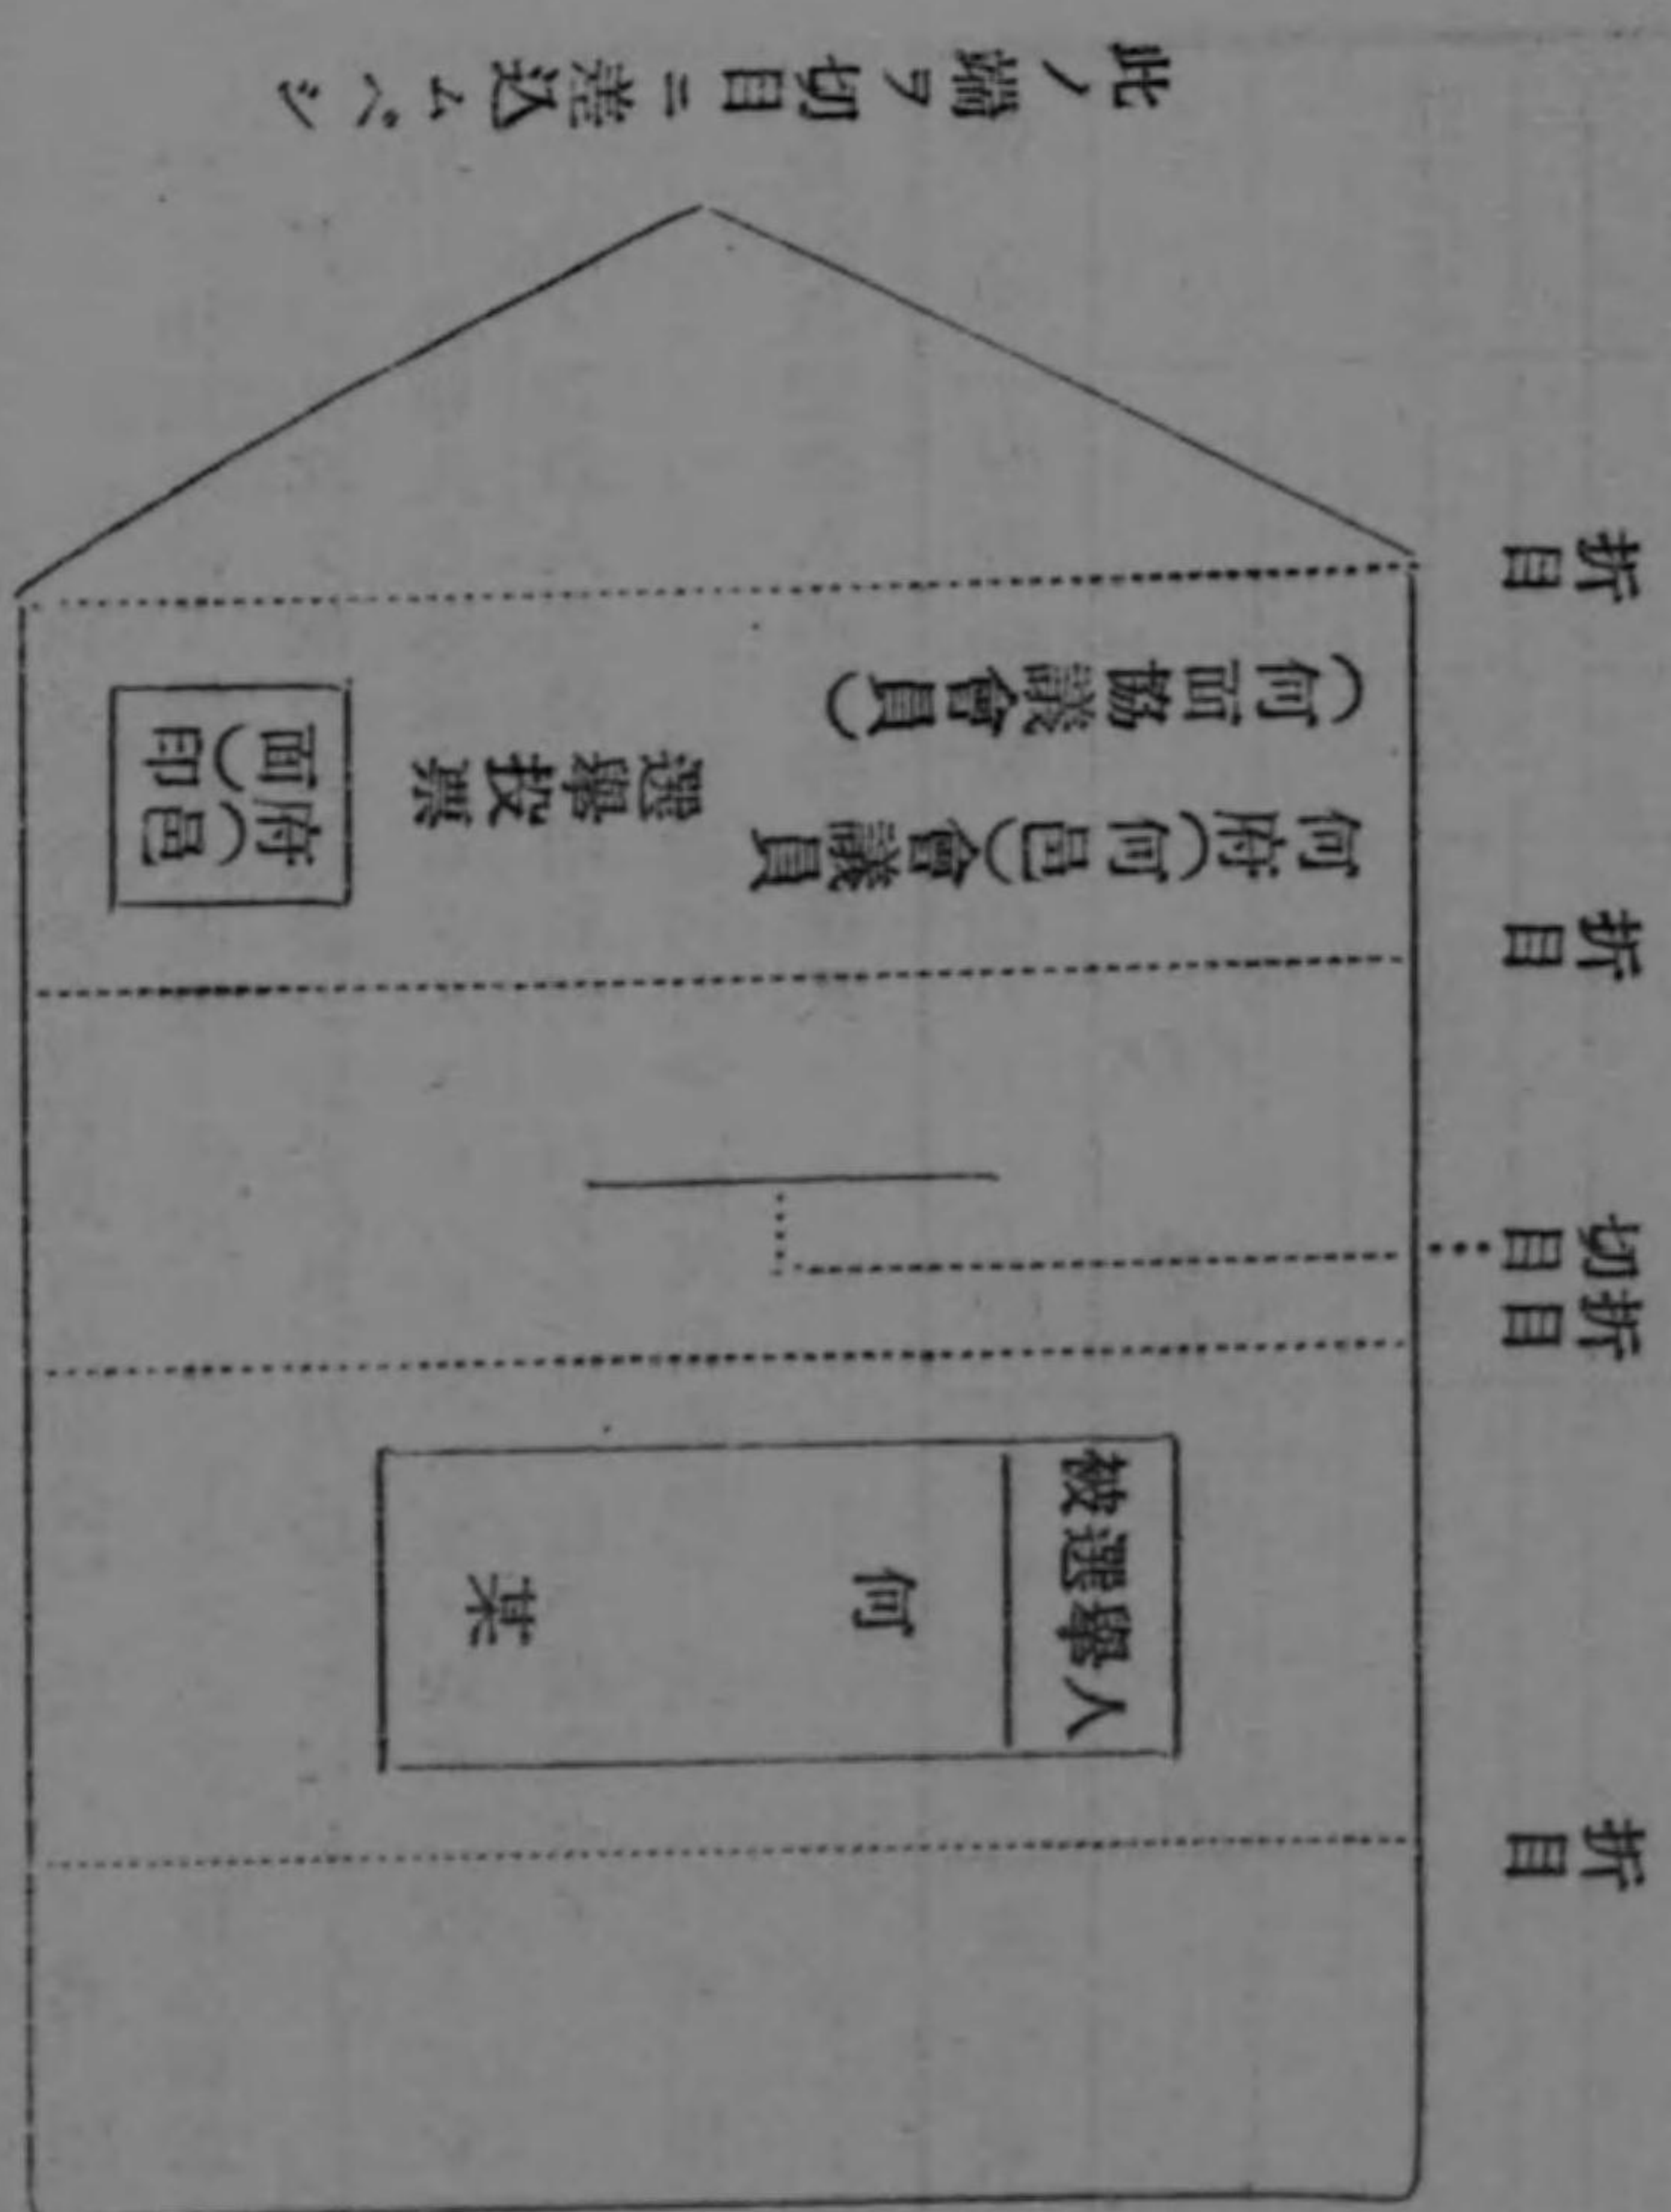 此ノ端ヲ切目ニ差込ムベシ
折目
何府(何邑)會議員
(何面協議會員)
選擧投票
府(邑
面)印
折目
切目
折目
被選擧人
何 某
折目